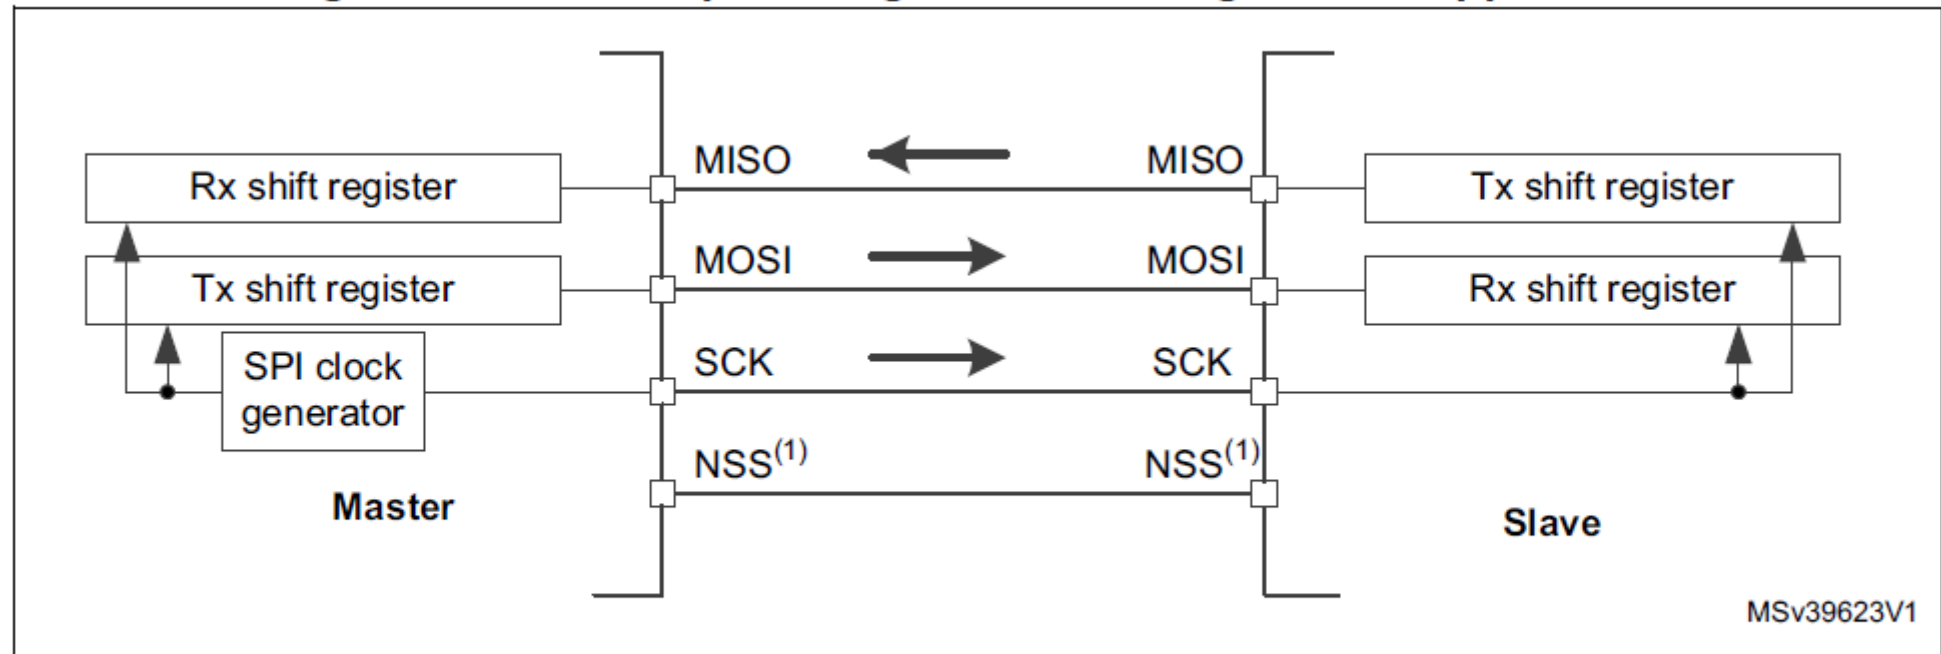 MISO
MISO
Rx shift register
Tx shift register
MOSI
MOSI
Tx shift register
Rx shift register
SPI clock
generator
SCK
SCK
NSS(1)
NSS(1)
Master
Slave
MSv39623V1